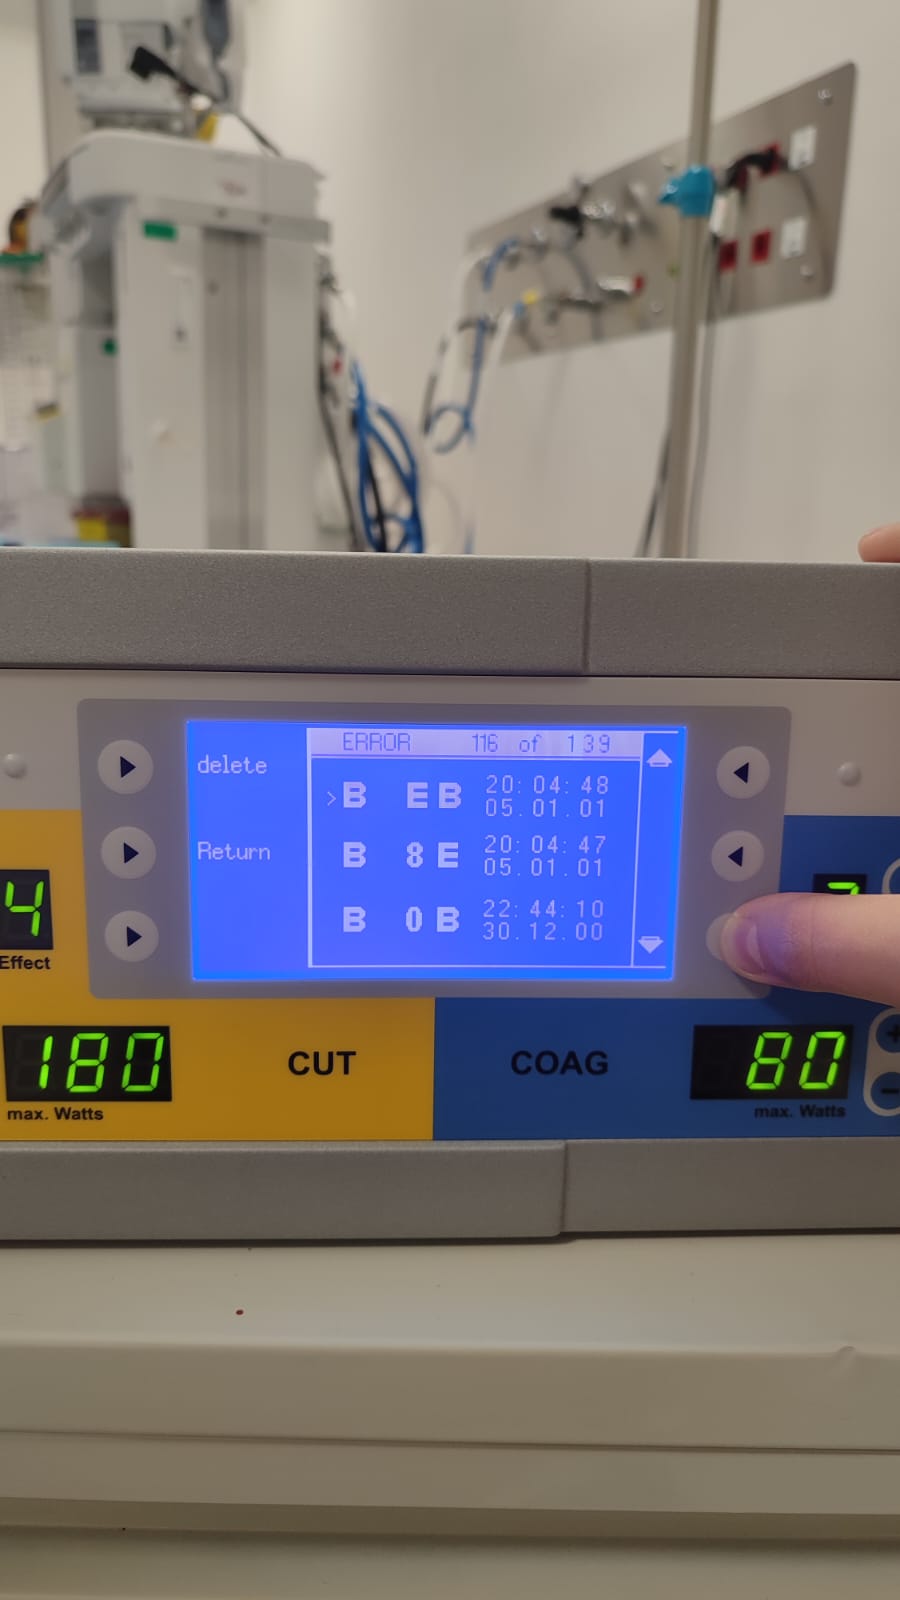 ERROR 116 of 139
delete
>B EB 20:04:48
05.01.01
Return
B 8E 20:04:47
05.01.01
B 0B 22:44:10
30.12.00
4
Effect
180
max. Watts
CUT
COAG
80
max. Watts